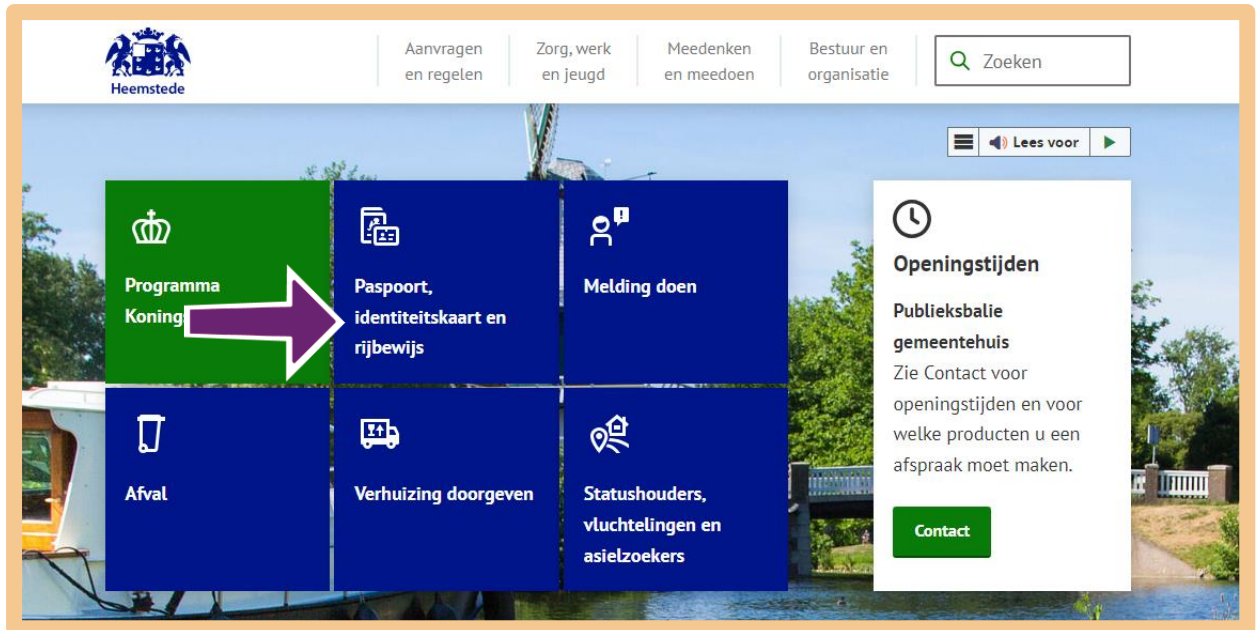 Heemstede
Aanvragen
en regelen
Zorg, werk
en jeugd
Meedenken
en meedoen
Bestuur en
organisatie
Zoeken
Lees voor
Programma
Konings
Paspoort,
identiteitskaart en
rijbewijs
Melding doen
Afval
Verhuizing doorgeven
Statushouders,
vluchtelingen en
asielzoekers
Openingstijden
Publieksbalie
gemeentehuis
Zie Contact voor
openingstijden en voor
welke producten u een
afspraak moet maken.
Contact